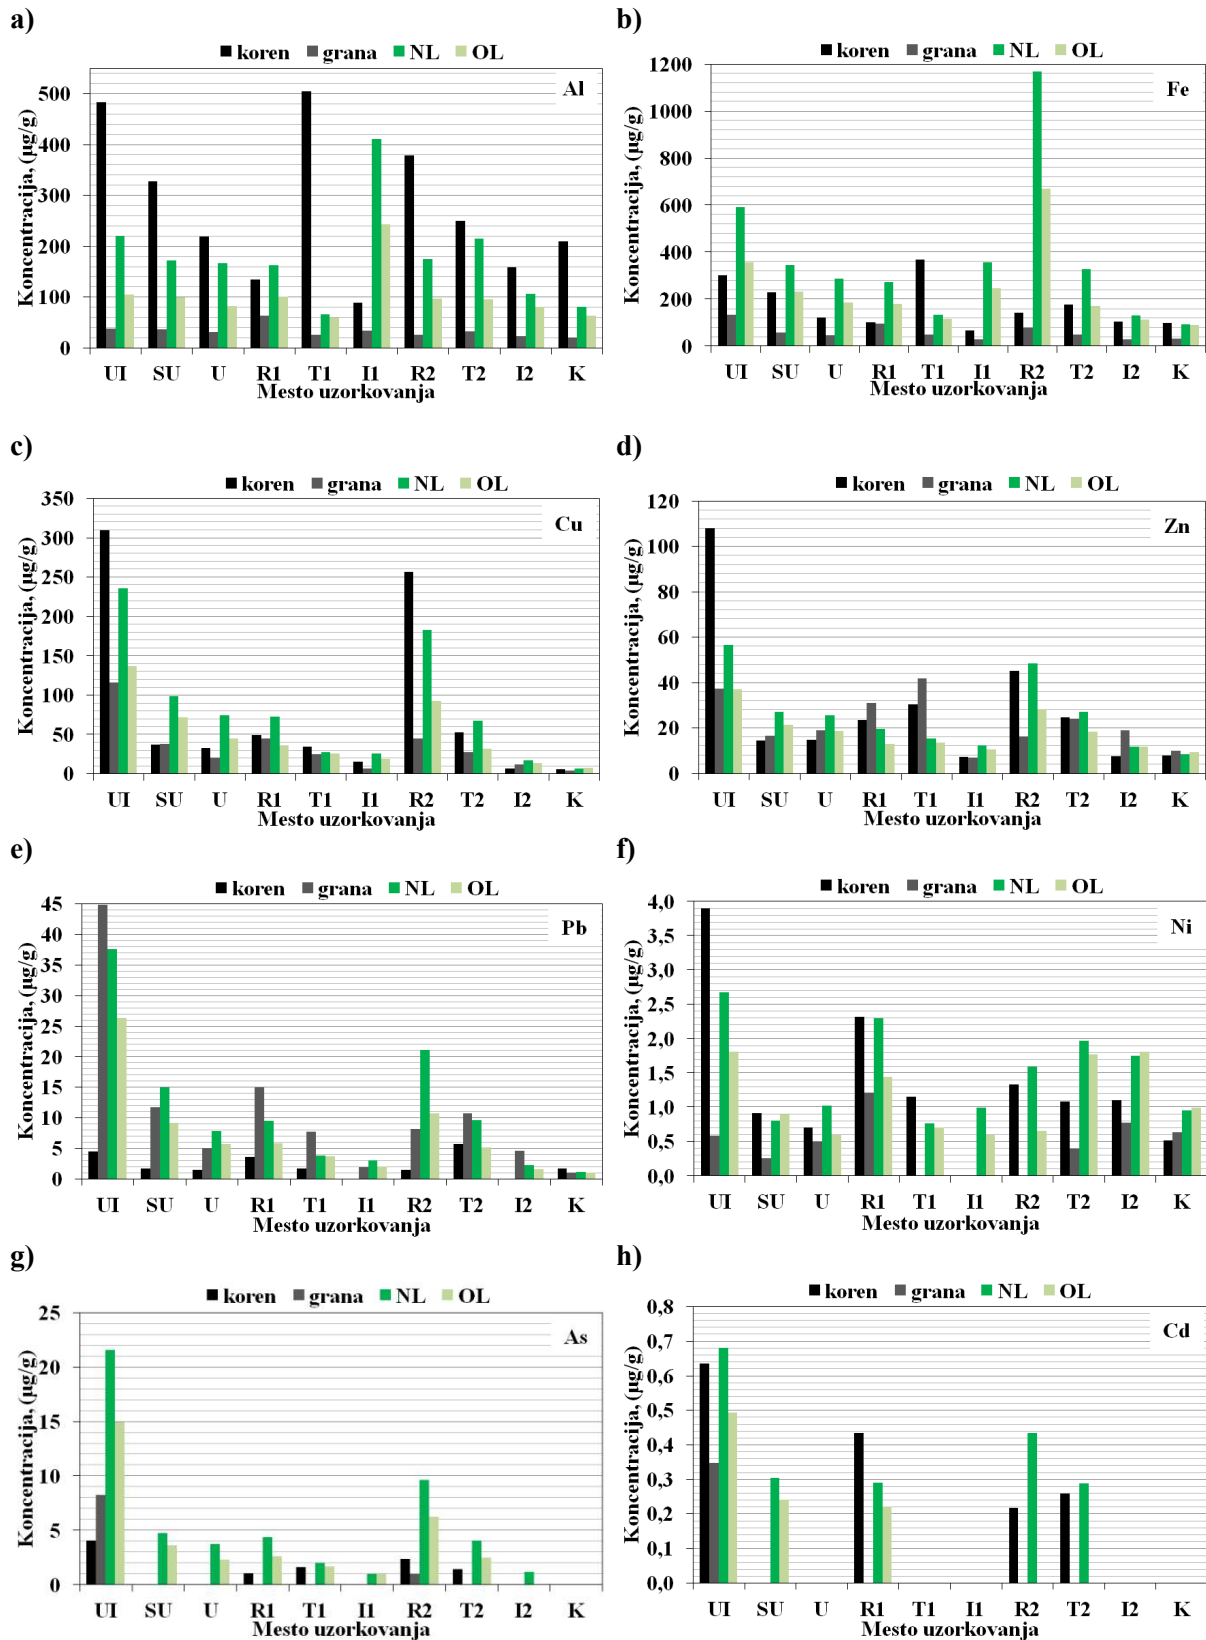 a)
koren grana NL OL
Al
Koncentracija, (µg/g)
500
400
300
200
100
0
UI SU U R1 T1 I1 R2 T2 I2 K
Mesto uzorkovanja
b)
koren grana NL OL
Fe
Koncentracija, (µg/g)
1200
1000
800
600
400
200
0
UI SU U R1 T1 I1 R2 T2 I2 K
Mesto uzorkovanja
c)
koren grana NL OL
Cu
Koncentracija, (µg/g)
350
300
250
200
150
100
50
0
UI SU U R1 T1 I1 R2 T2 I2 K
Mesto uzorkovanja
d)
koren grana NL OL
Zn
Koncentracija, (µg/g)
120
100
80
60
40
20
0
UI SU U R1 T1 I1 R2 T2 I2 K
Mesto uzorkovanja
e)
koren grana NL OL
Pb
Koncentracija, (µg/g)
45
40
35
30
25
20
15
10
5
0
UI SU U R1 T1 I1 R2 T2 I2 K
Mesto uzorkovanja
f)
koren grana NL OL
Ni
Koncentracija, (µg/g)
4,0
3,5
3,0
2,5
2,0
1,5
1,0
0,5
0,0
UI SU U R1 T1 I1 R2 T2 I2 K
Mesto uzorkovanja
g)
koren grana NL OL
As
Koncentracija, (µg/g)
25
20
15
10
5
0
UI SU U R1 T1 I1 R2 T2 I2 K
Mesto uzorkovanja
h)
koren grana NL OL
Cd
Koncentracija, (µg/g)
0,8
0,7
0,6
0,5
0,4
0,3
0,2
0,1
0,0
UI SU U R1 T1 I1 R2 T2 I2 K
Mesto uzorkovanja